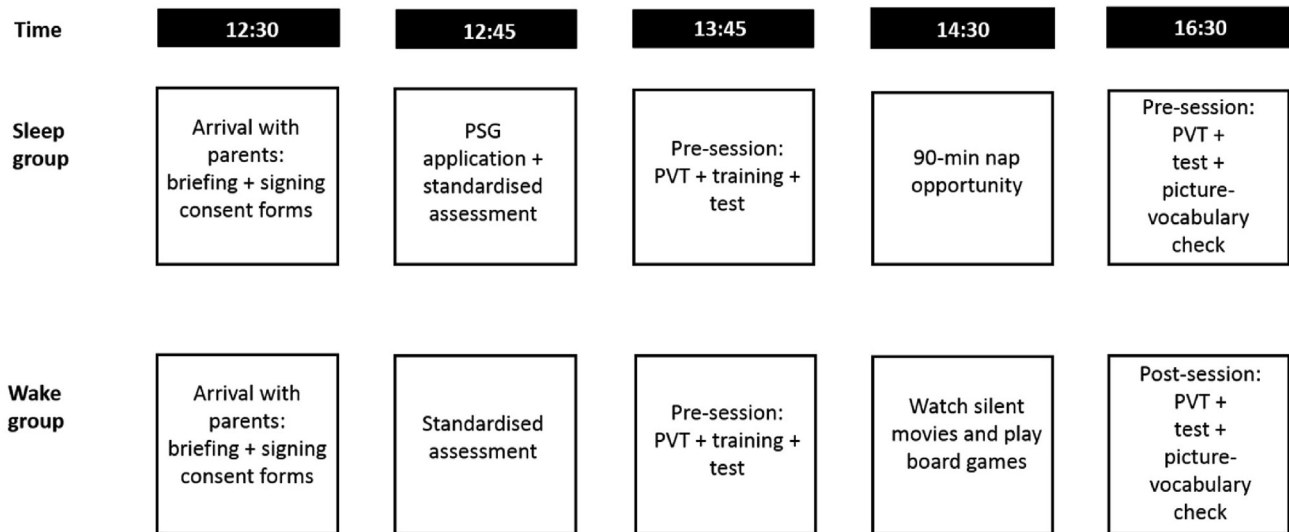 Time
12:30
12:45
13:45
14:30
16:30
Sleep
group
Arrival with
parents:
briefing + signing
consent forms
PSG
application +
standardised
assessment
Pre-session:
PVT + training +
test
90-min nap
opportunity
Pre-session:
PVT +
test +
picture-
vocabulary
check
Wake
group
Arrival with
parents:
briefing + signing
consent forms
Standardised
assessment
Pre-session:
PVT + training +
test
Watch silent
movies and play
board games
Post-session:
PVT +
test +
picture-
vocabulary
check